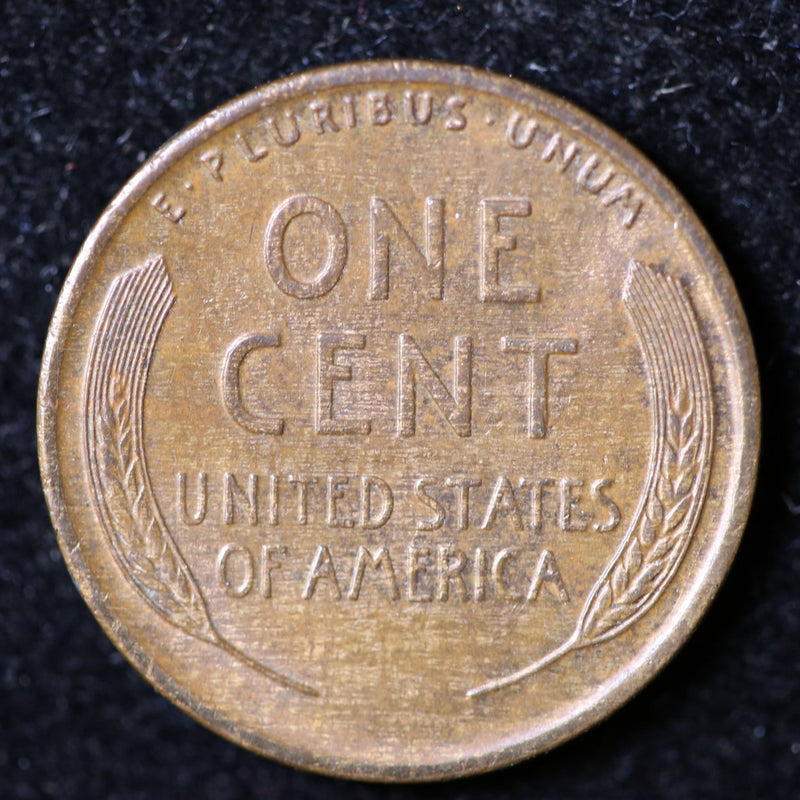 E·PLURIBUS·UNUM
ONE
CENT
UNITED STATES
OF AMERICA